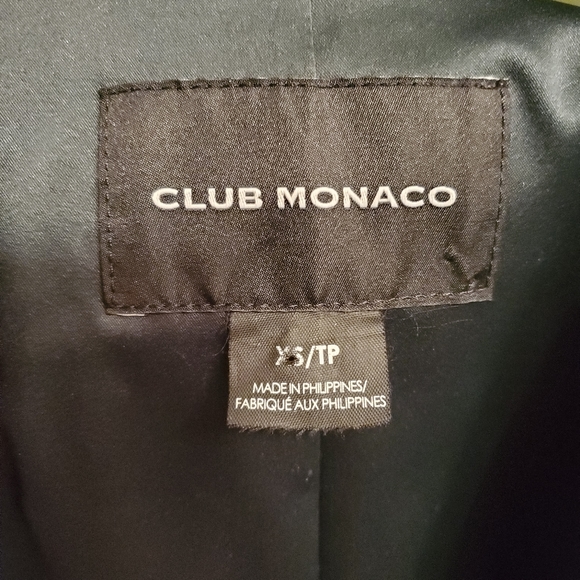 CLUB MONACO
XS/TP
MADE IN PHILIPPINES/
FABRIQUÉ AUX PHILIPPINES